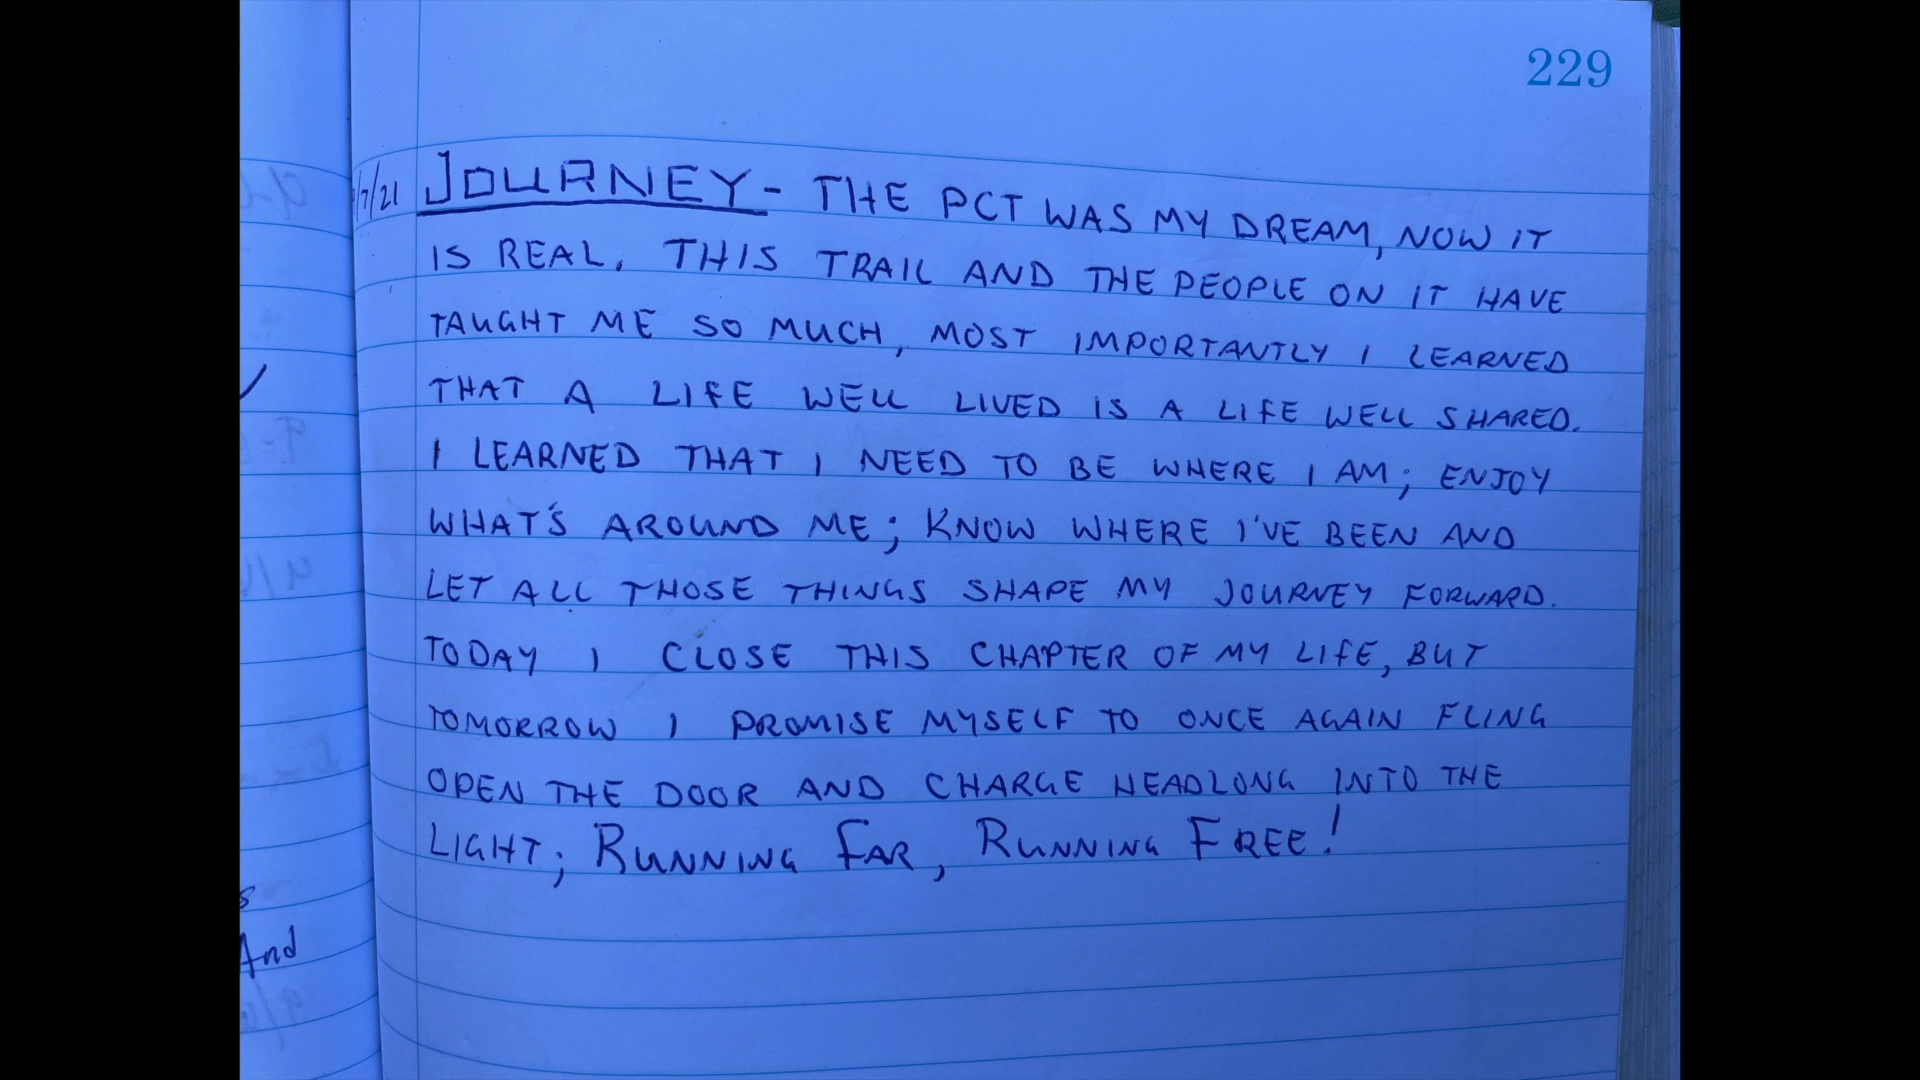 229
/7/21 JOURNEY - THE PCT WAS MY DREAM, NOW IT
IS REAL. THIS TRAIL AND THE PEOPLE ON IT HAVE
TAUGHT ME SO MUCH, MOST IMPORTANTLY I LEARNED
THAT A LIFE WELL LIVED IS A LIFE WELL SHARED.
I LEARNED THAT I NEED TO BE WHERE I AM; ENJOY
WHAT'S AROUND ME; KNOW WHERE I'VE BEEN AND
LET ALL THOSE THINGS SHAPE MY JOURNEY FORWARD.
TODAY I CLOSE THIS CHAPTER OF MY LIFE, BUT
TOMORROW I PROMISE MYSELF TO ONCE AGAIN FLING
OPEN THE DOOR AND CHARGE HEADLONG INTO THE
LIGHT; RUNNING FAR, RUNNING FREE!
And